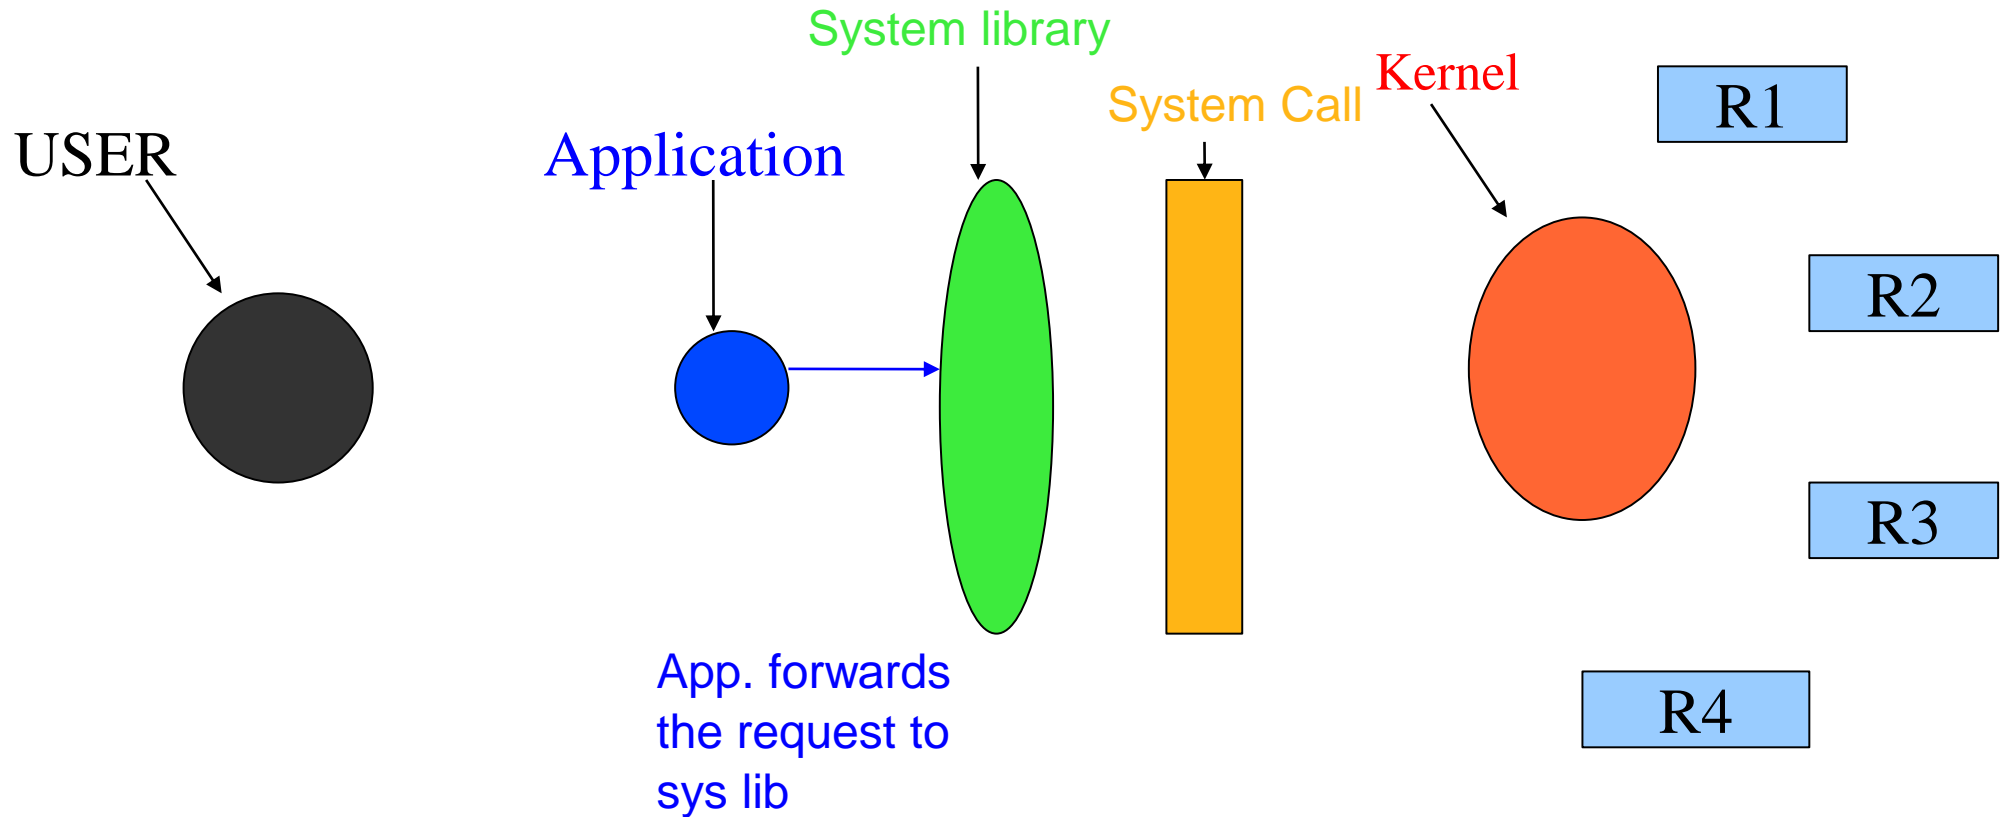 System library
System Call
Kernel
R1
USER
Application
R2
R3
App. forwards
the request to
sys lib
R4